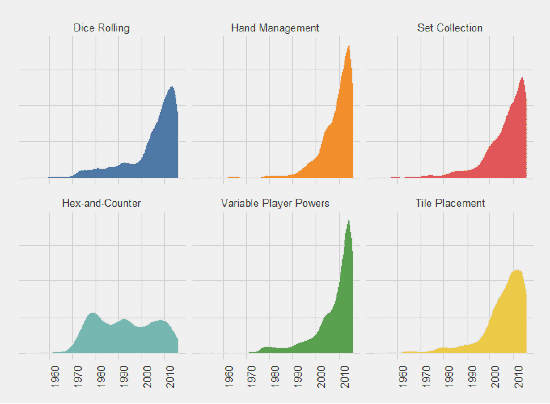 Dice Rolling
Hand Management
Set Collection
Hex-and-Counter
Variable Player Powers
Tile Placement
1960 1970 1980 1990 2000 2010
1960 1970 1980 1990 2000 2010
1960 1970 1980 1990 2000 2010